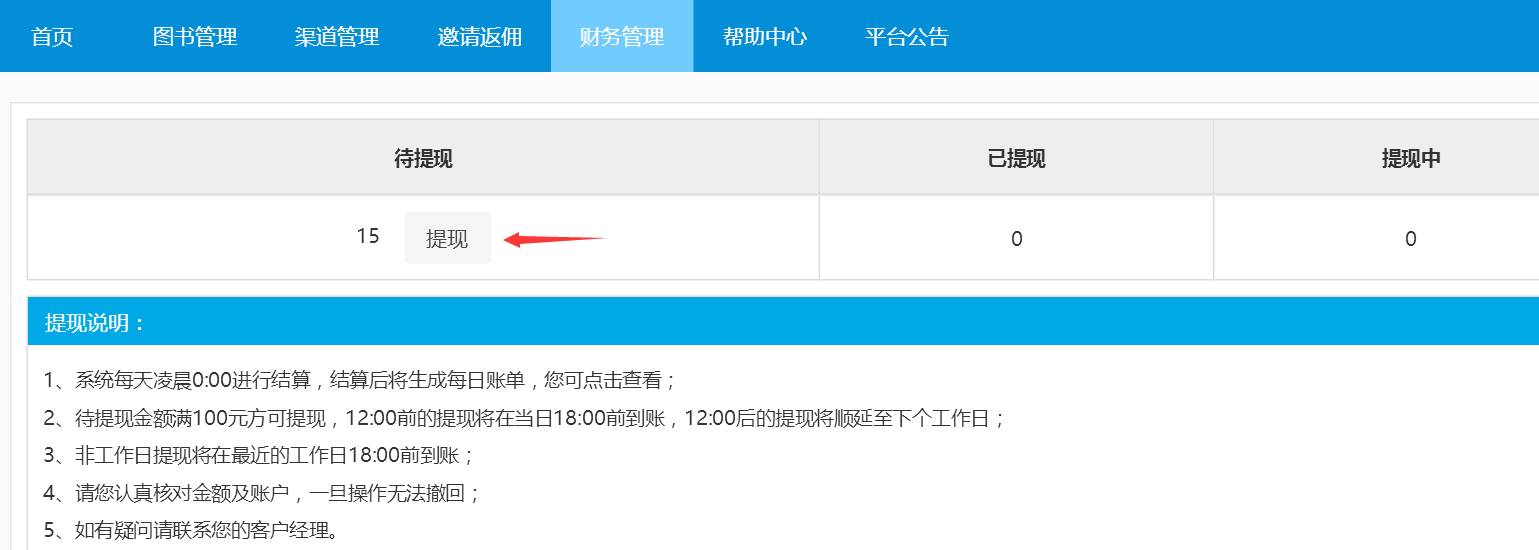 首页 图书管理 渠道管理 邀请返佣 财务管理 帮助中心 平台公告
待提现 已提现 提现中
15 提现 0 0
提现说明：
1、系统每天凌晨0:00进行结算，结算后将生成每日账单，您可点击查看；
2、待提现金额满100元方可提现，12:00前的提现将在当日18:00前到账，12:00后的提现将顺延至下个工作日；
3、非工作日提现将在最近的工作日18:00前到账；
4、请您认真核对金额及账户，一旦操作无法撤回；
5、如有疑问请联系您的客户经理。